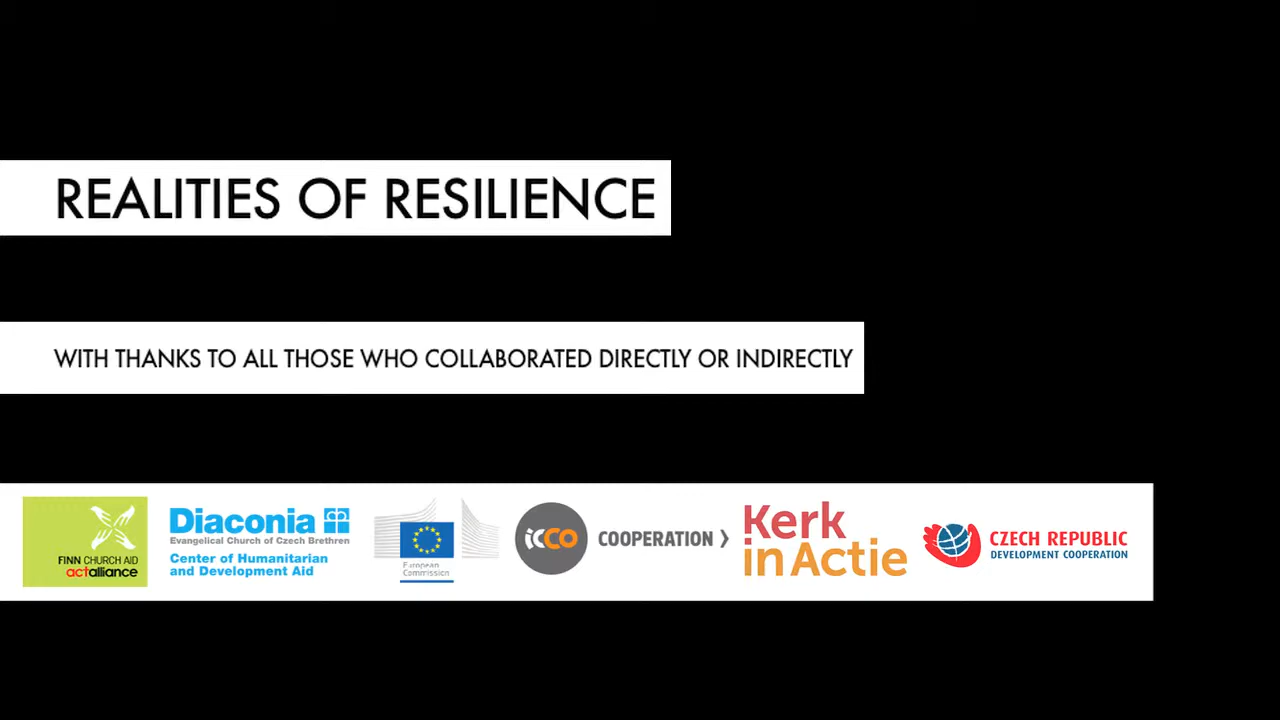 REALITIES OF RESILIENCE
WITH THANKS TO ALL THOSE WHO COLLABORATED DIRECTLY OR INDIRECTLY
FINN CHURCH AID
actalliance
Diaconia
Evangelical Church of Czech Brethren
Center of Humanitarian
and Development Aid
European
Commission
icco COOPERATION
Kerk
in Actie
CZECH REPUBLIC
DEVELOPMENT COOPERATION